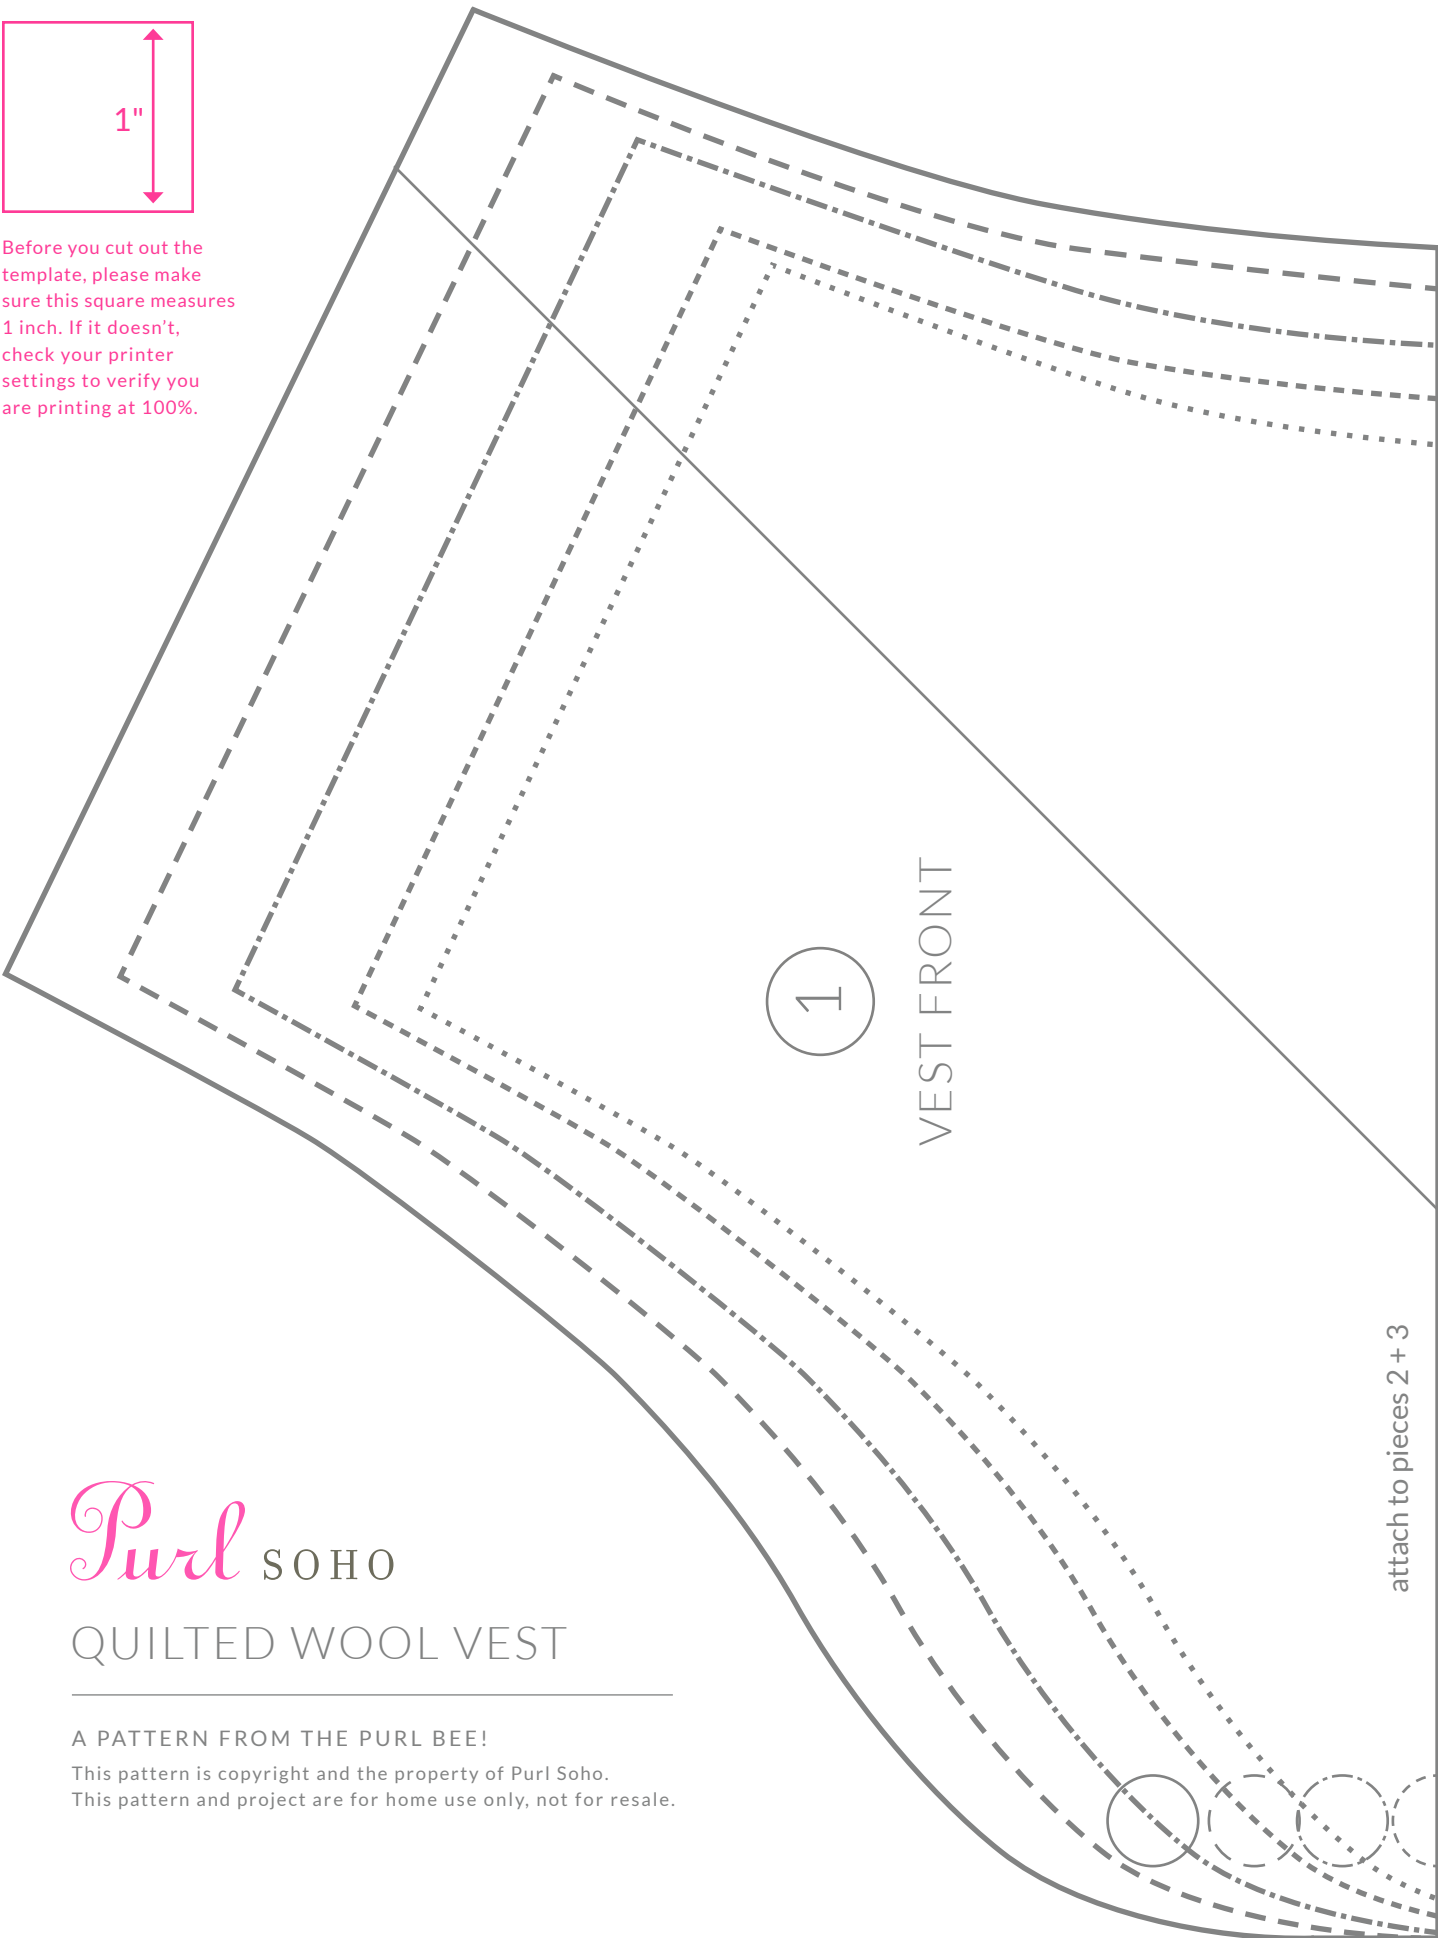 1"
Before you cut out the
template, please make
sure this square measures
1 inch. If it doesn’t,
check your printer
settings to verify you
are printing at 100%.
1
VEST FRONT
attach to pieces 2 + 3
Purl SOHO
QUILTED WOOL VEST
A PATTERN FROM THE PURL BEE!
This pattern is copyright and the property of Purl Soho.
This pattern and project are for home use only, not for resale.